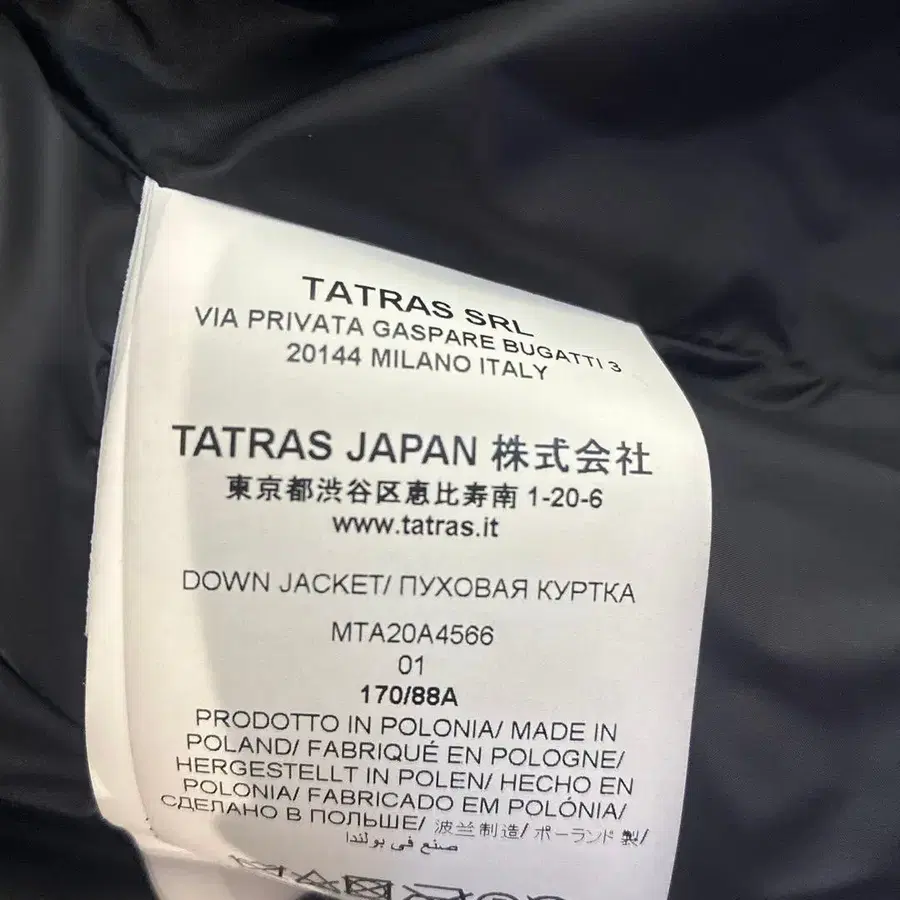 TATRAS SRL
VIA PRIVATA GASPARE BUGATTI 3
20144 MILANO ITALY
TATRAS JAPAN 株式会社
東京都渋谷区恵比寿南 1-20-6
www.tatras.it
DOWN JACKET/ ПУХОВАЯ КУРТКА
MTA20A4566
01
170/88A
PRODOTTO IN POLONIA/ MADE IN
POLAND/ FABRIQUÉ EN POLOGNE/
HERGESTELLT IN POLEN/ HECHO EN
POLONIA/ FABRICADO EM POLÓNIA/
СДЕЛАНО В ПОЛЬШЕ/ 波兰制造/ ポーランド製/
صنع في بولندا